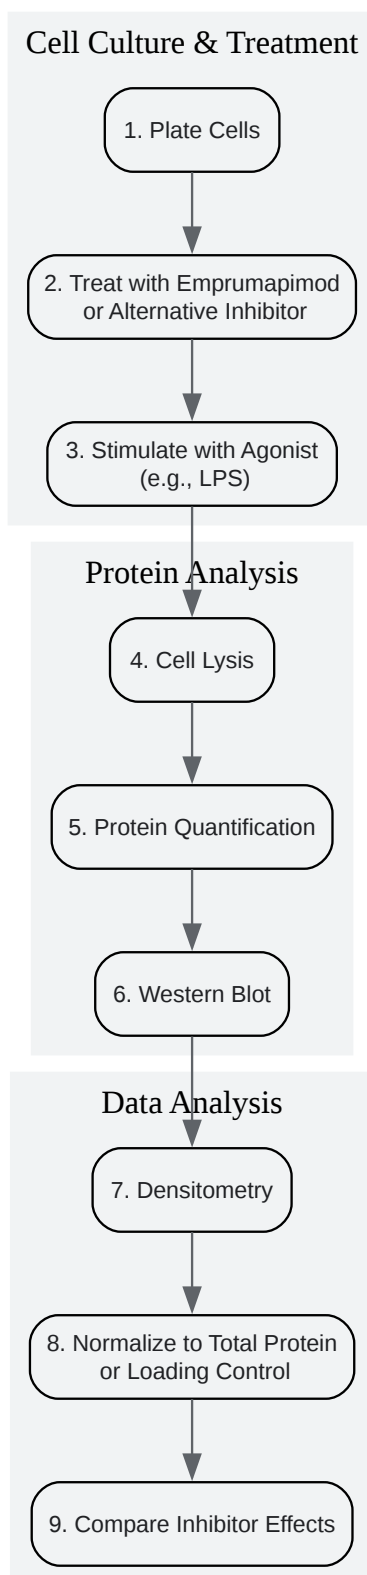 Cell Culture & Treatment
1. Plate Cells
2. Treat with Emprumapimod
or Alternative Inhibitor
3. Stimulate with Agonist
(e.g., LPS)
Protein Analysis
4. Cell Lysis
5. Protein Quantification
6. Western Blot
Data Analysis
7. Densitometry
8. Normalize to Total Protein
or Loading Control
9. Compare Inhibitor Effects